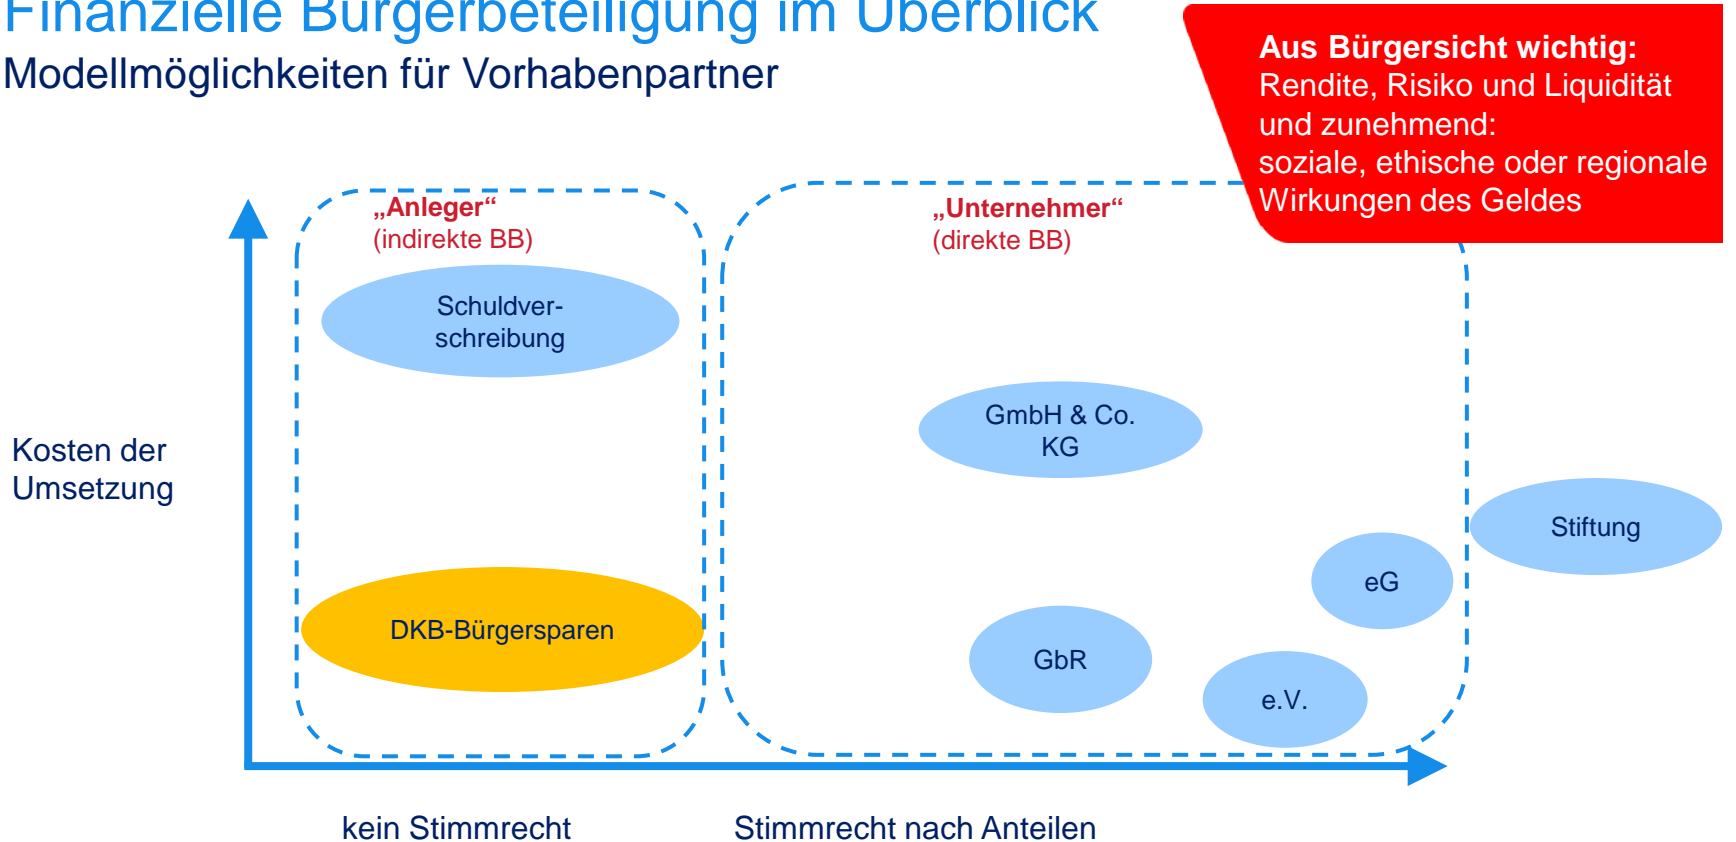 Finanzielle Bürgerbeteiligung im Überblick
Modellmöglichkeiten für Vorhabenpartner
Aus Bürgersicht wichtig:
Rendite, Risiko und Liquidität
und zunehmend:
soziale, ethische oder regionale
Wirkungen des Geldes
„Anleger“
(indirekte BB)
„Unternehmer“
(direkte BB)
Schuldver-
schreibung
GmbH & Co.
KG
Kosten der
Umsetzung
Stiftung
eG
DKB-Bürgersparen
GbR
e.V.
kein Stimmrecht
Stimmrecht nach Anteilen